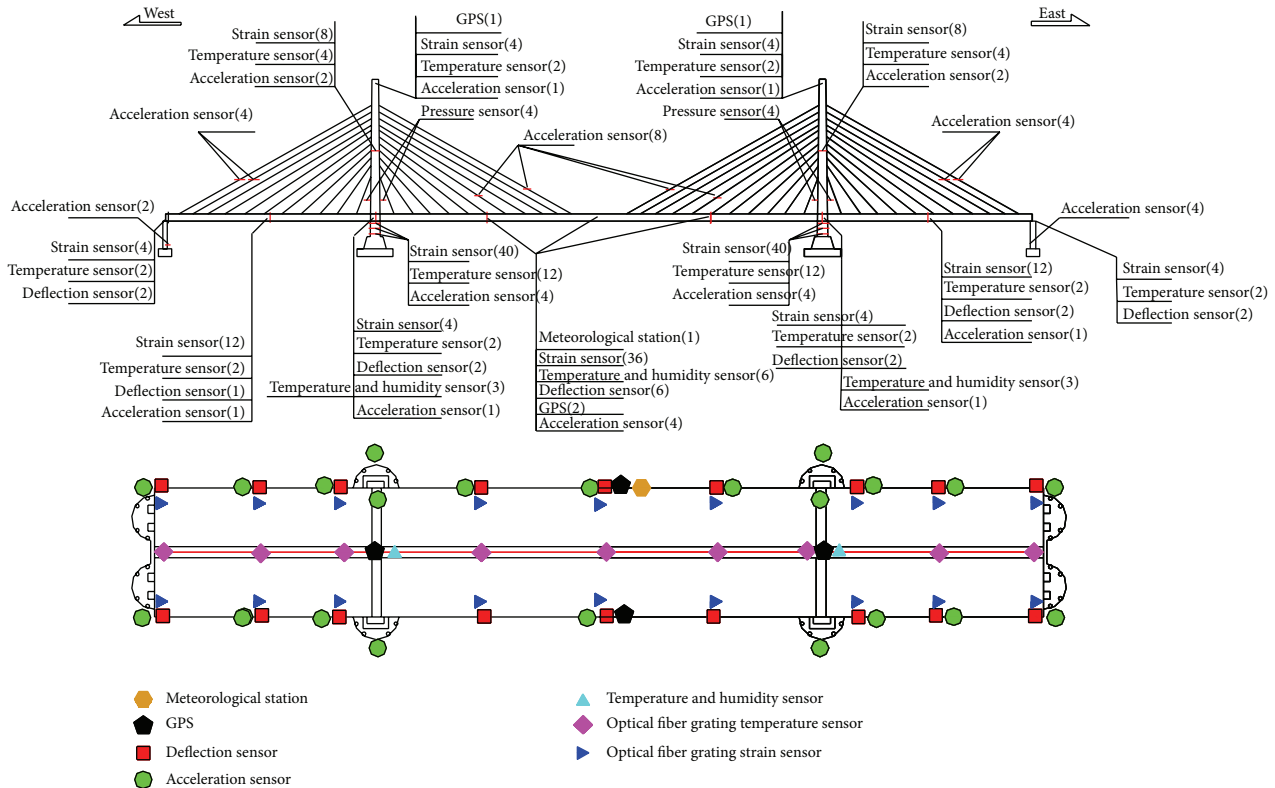 West
East
Strain sensor(8)
Temperature sensor(4)
Acceleration sensor(2)
GPS(1)
Strain sensor(4)
Temperature sensor(2)
Acceleration sensor(1)
Pressure sensor(4)
GPS(1)
Strain sensor(4)
Temperature sensor(2)
Acceleration sensor(1)
Pressure sensor(4)
Strain sensor(8)
Temperature sensor(4)
Acceleration sensor(2)
Acceleration sensor(4)
Acceleration sensor(8)
Acceleration sensor(4)
Acceleration sensor(2)
Strain sensor(4)
Temperature sensor(2)
Deflection sensor(2)
Strain sensor(40)
Temperature sensor(12)
Acceleration sensor(4)
Strain sensor(40)
Temperature sensor(12)
Acceleration sensor(4)
Acceleration sensor(4)
Strain sensor(12)
Temperature sensor(2)
Deflection sensor(2)
Acceleration sensor(1)
Strain sensor(4)
Temperature sensor(2)
Deflection sensor(2)
Strain sensor(12)
Temperature sensor(2)
Deflection sensor(1)
Acceleration sensor(1)
Strain sensor(4)
Temperature sensor(2)
Deflection sensor(2)
Temperature and humidity sensor(3)
Acceleration sensor(1)
Meteorological station(1)
Strain sensor(36)
Temperature and humidity sensor(6)
Deflection sensor(6)
GPS(2)
Acceleration sensor(4)
Strain sensor(4)
Temperature sensor(2)
Deflection sensor(2)
Temperature and humidity sensor(3)
Acceleration sensor(1)
Meteorological station
GPS
Deflection sensor
Acceleration sensor
Temperature and humidity sensor
Optical fiber grating temperature sensor
Optical fiber grating strain sensor